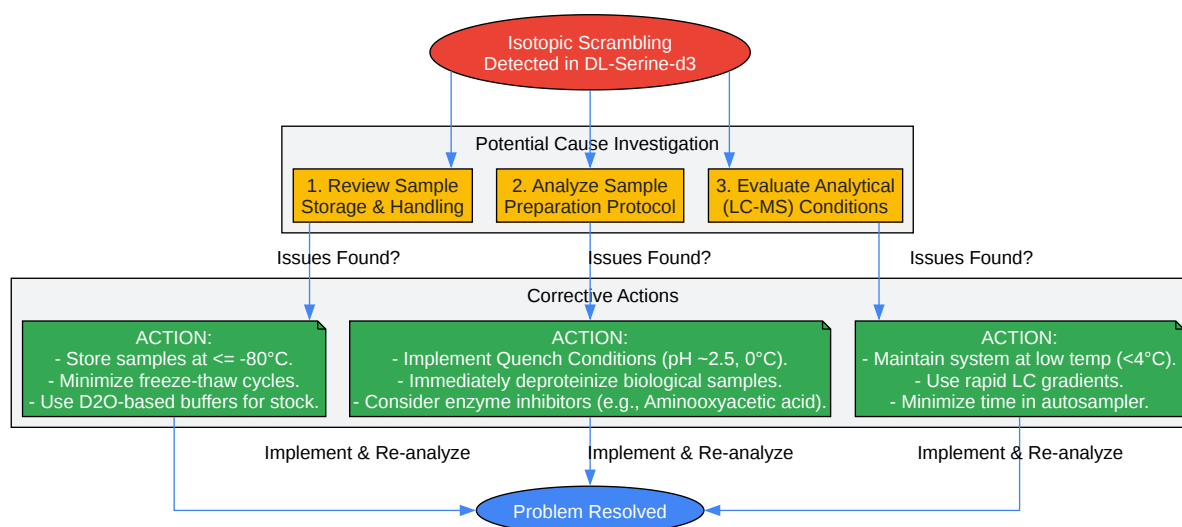 Isotopic Scrambling
Detected in DL-Serine-d3
Potential Cause Investigation
1. Review Sample
Storage & Handling
2. Analyze Sample
Preparation Protocol
3. Evaluate Analytical
(LC-MS) Conditions
Issues Found?
Issues Found?
Issues Found?
Corrective Actions
ACTION:
- Store samples at <= -80°C.
- Minimize freeze-thaw cycles.
- Use D2O-based buffers for stock.
ACTION:
- Implement Quench Conditions (pH ~2.5, 0°C).
- Immediately deproteinize biological samples.
- Consider enzyme inhibitors (e.g., Aminooxyacetic acid).
ACTION:
- Maintain system at low temp (<4°C).
- Use rapid LC gradients.
- Minimize time in autosampler.
Implement & Re-analyze
Implement & Re-analyze
Implement & Re-analyze
Problem Resolved